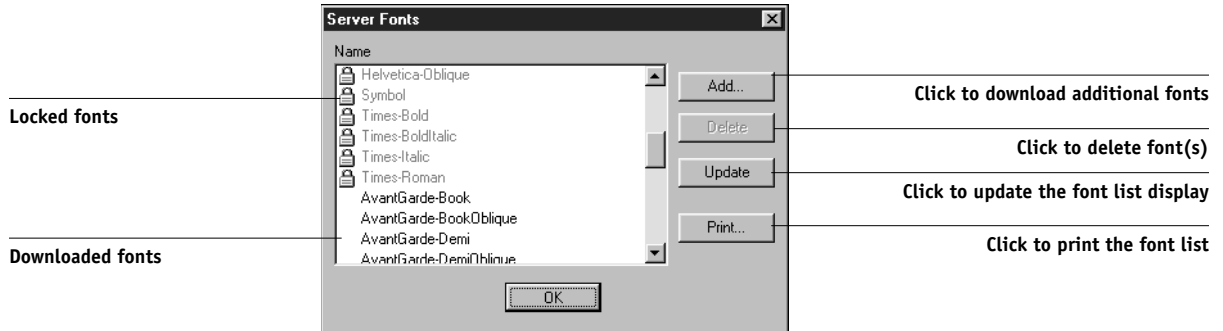 Server Fonts
Name
Helvetica-Oblique
Symbol
Times-Bold
Times-BoldItalic
Times-Italic
Times-Roman
AvantGarde-Book
AvantGarde-BookOblique
AvantGarde-Demi
AvantGarde-DemiOblique
Add...
Delete
Update
Print...
OK
Locked fonts
Downloaded fonts
Click to download additional fonts
Click to delete font(s)
Click to update the font list display
Click to print the font list